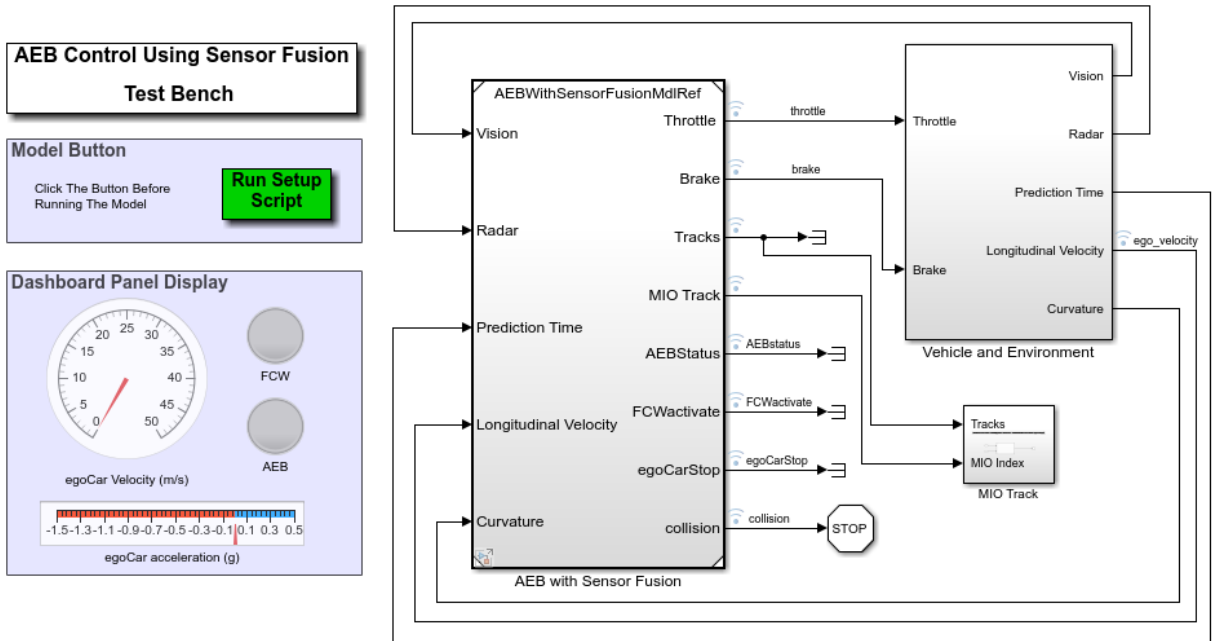 AEB Control Using Sensor Fusion
Test Bench
Model Button
Click The Button Before
Running The Model
Run Setup
Script
Dashboard Panel Display
0
5
10
15
20
25
30
35
40
45
50
egoCar Velocity (m/s)
FCW
AEB
-1.5 -1.3 -1.1 -0.9 -0.7 -0.5 -0.3 -0.1 0.1 0.3 0.5
egoCar acceleration (g)
AEBWithSensorFusionMdlRef
Vision
Radar
Prediction Time
Longitudinal Velocity
Curvature
Throttle
Brake
Tracks
MIO Track
AEBStatus
FCWactivate
egoCarStop
collision
AEB with Sensor Fusion
throttle
brake
AEBstatus
FCWactivate
egoCarStop
collision
STOP
Throttle
Brake
Vision
Radar
Prediction Time
Longitudinal Velocity
Curvature
Vehicle and Environment
ego_velocity
Tracks
MIO Index
MIO Track